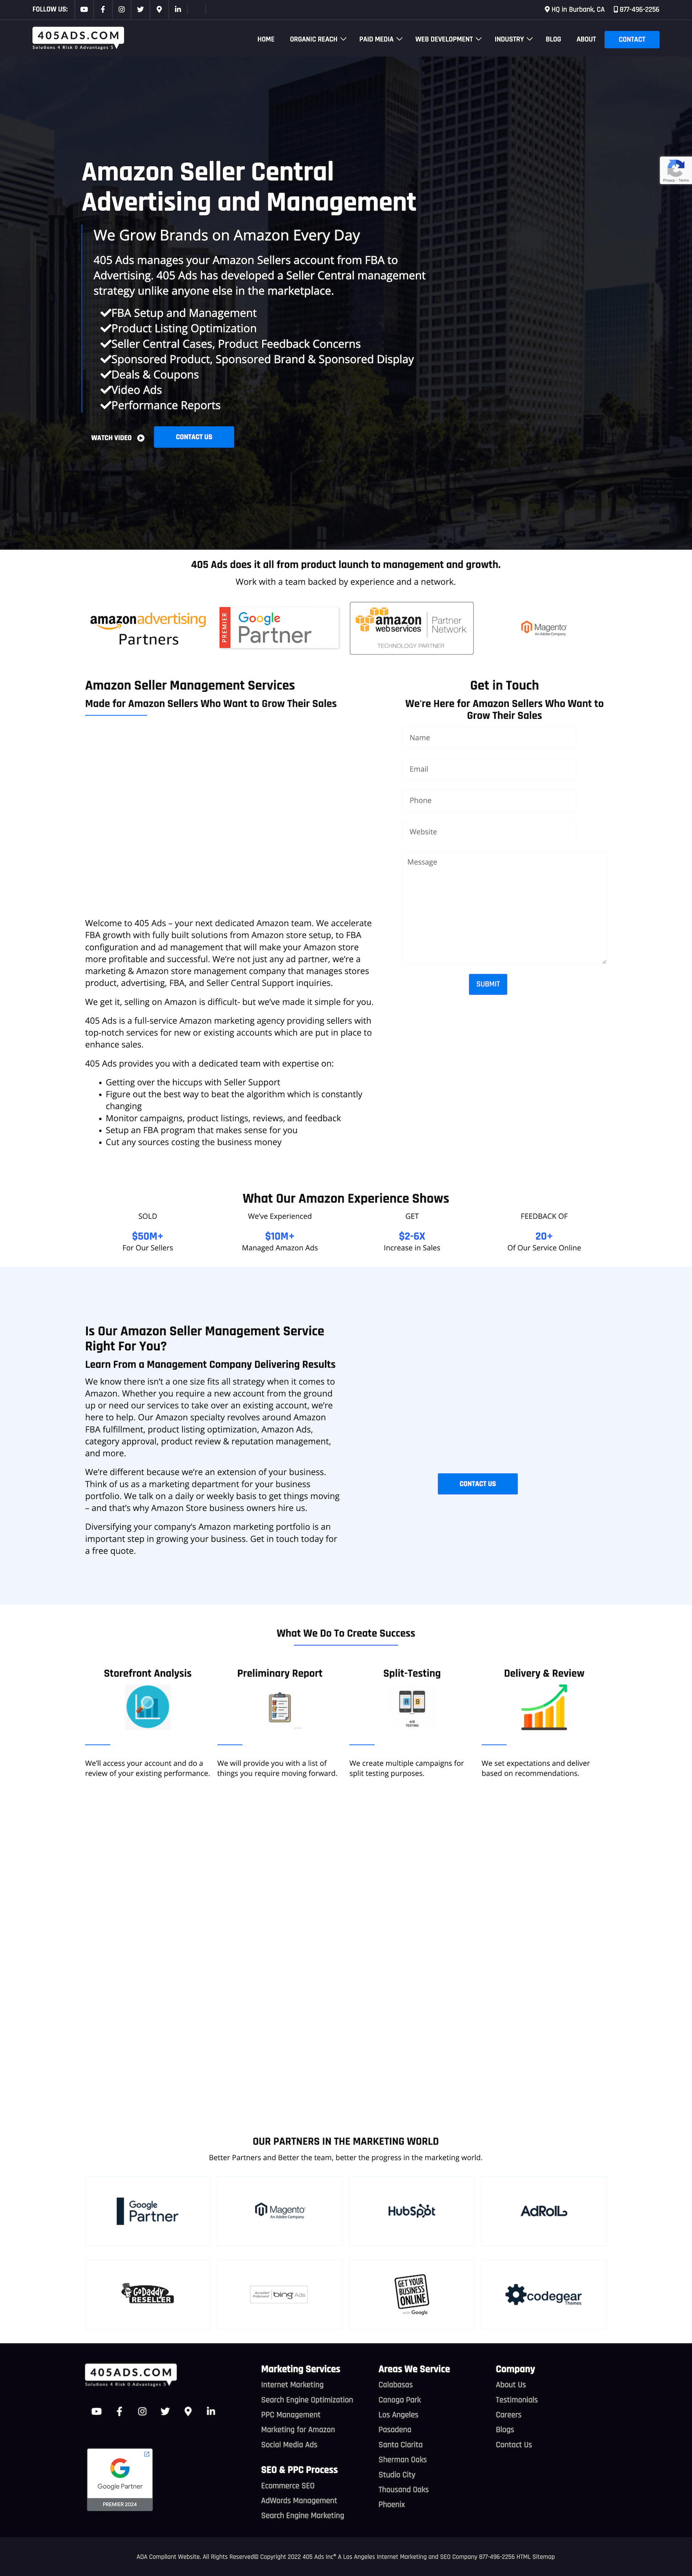 FOLLOW US:
HQ in Burbank, CA
877-496-2256
405ADS.COM
Solutions 4 Risk 0 Advantages 5
HOME
ORGANIC REACH
PAID MEDIA
WEB DEVELOPMENT
INDUSTRY
BLOG
ABOUT
CONTACT
Privacy - Terms
Amazon Seller Central
Advertising and Management
We Grow Brands on Amazon Every Day
405 Ads manages your Amazon Sellers account from FBA to
Advertising. 405 Ads has developed a Seller Central management
strategy unlike anyone else in the marketplace.
FBA Setup and Management
Product Listing Optimization
Seller Central Cases, Product Feedback Concerns
Sponsored Product, Sponsored Brand & Sponsored Display
Deals & Coupons
Video Ads
Performance Reports
WATCH VIDEO
CONTACT US
405 Ads does it all from product launch to management and growth.
Work with a team backed by experience and a network.
amazon advertising
Partners
PREMIER
Google
Partner
amazon
web services
Partner
Network
TECHNOLOGY PARTNER
Magento
An Adobe Company
Amazon Seller Management Services
Made for Amazon Sellers Who Want to Grow Their Sales
Get in Touch
We're Here for Amazon Sellers Who Want to
Grow Their Sales
Name
Email
Phone
Website
Message
SUBMIT
Welcome to 405 Ads – your next dedicated Amazon team. We accelerate
FBA growth with fully built solutions from Amazon store setup, to FBA
configuration and ad management that will make your Amazon store
more profitable and successful. We're not just any ad partner, we're a
marketing & Amazon store management company that manages stores
product, advertising, FBA, and Seller Central Support inquiries.
We get it, selling on Amazon is difficult- but we've made it simple for you.
405 Ads is a full-service Amazon marketing agency providing sellers with
top-notch services for new or existing accounts which are put in place to
enhance sales.
405 Ads provides you with a dedicated team with expertise on:
• Getting over the hiccups with Seller Support
• Figure out the best way to beat the algorithm which is constantly
changing
• Monitor campaigns, product listings, reviews, and feedback
• Setup an FBA program that makes sense for you
• Cut any sources costing the business money
What Our Amazon Experience Shows
SOLD
$50M+
For Our Sellers
We've Experienced
$10M+
Managed Amazon Ads
GET
$2-6X
Increase in Sales
FEEDBACK OF
20+
Of Our Service Online
Is Our Amazon Seller Management Service
Right For You?
Learn From a Management Company Delivering Results
We know there isn't a one size fits all strategy when it comes to
Amazon. Whether you require a new account from the ground
up or need our services to take over an existing account, we're
here to help. Our Amazon specialty revolves around Amazon
FBA fulfillment, product listing optimization, Amazon Ads,
category approval, product review & reputation management,
and more.
We're different because we're an extension of your business.
Think of us as a marketing department for your business
portfolio. We talk on a daily or weekly basis to get things moving
– and that's why Amazon Store business owners hire us.
Diversifying your company's Amazon marketing portfolio is an
important step in growing your business. Get in touch today for
a free quote.
CONTACT US
What We Do To Create Success
Storefront Analysis
We'll access your account and do a
review of your existing performance.
Preliminary Report
We will provide you with a list of
things you require moving forward.
Split-Testing
A B
A/B
TESTING
We create multiple campaigns for
split testing purposes.
Delivery & Review
We set expectations and deliver
based on recommendations.
OUR PARTNERS IN THE MARKETING WORLD
Better Partners and Better the team, better the progress in the marketing world.
Google
Partner
Magento
An Adobe Company
HubSpot
AdRoll
GoDaddy
RESELLER
Accredited
Professional
bing Ads
GET YOUR
BUSINESS
ONLINE
with Google
codegear
Themes
405ADS.COM
Solutions 4 Risk 0 Advantages 5
Google Partner
PREMIER 2024
Marketing Services
Internet Marketing
Search Engine Optimization
PPC Management
Marketing for Amazon
Social Media Ads
SEO & PPC Process
Ecommerce SEO
AdWords Management
Search Engine Marketing
Areas We Service
Calabasas
Canoga Park
Los Angeles
Pasadena
Santa Clarita
Sherman Oaks
Studio City
Thousand Oaks
Phoenix
Company
About Us
Testimonials
Careers
Blogs
Contact Us
ADA Compliant Website. All Rights Reserved© Copyright 2022 405 Ads Inc® A Los Angeles Internet Marketing and SEO Company 877-496-2256 HTML Sitemap